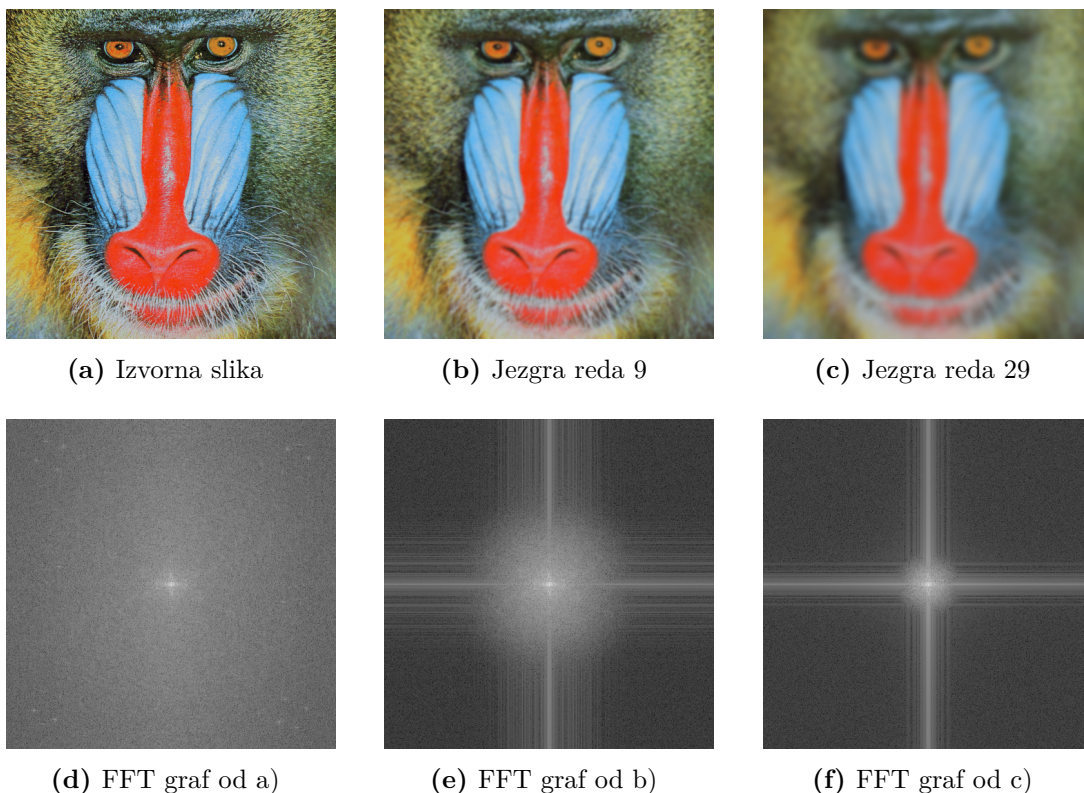 (a) Izvorna slika
(b) Jezgra reda 9
(c) Jezgra reda 29
(d) FFT graf od a)
(e) FFT graf od b)
(f) FFT graf od c)